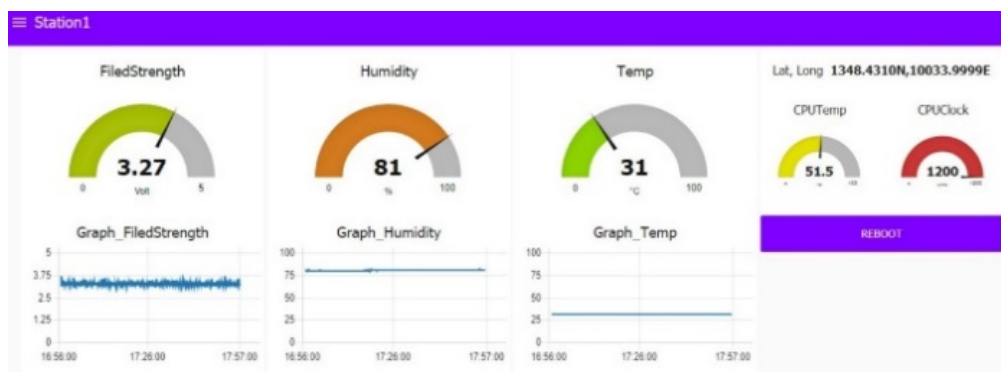 Station1
FiledStrength
3.27
Volt
0 5
Humidity
81
%
0 100
Temp
31
°C
0 100
Lat, Long 1348.4310N,10033.9999E
CPUTemp
51.5
CPUClock
1200
REBOOT
Graph_FiledStrength
5
3.75
2.5
1.25
0
16:56:00 17:26:00 17:57:00
Graph_Humidity
100
75
50
25
0
16:56:00 17:26:00 17:57:00
Graph_Temp
100
75
50
25
0
16:56:00 17:26:00 17:57:00